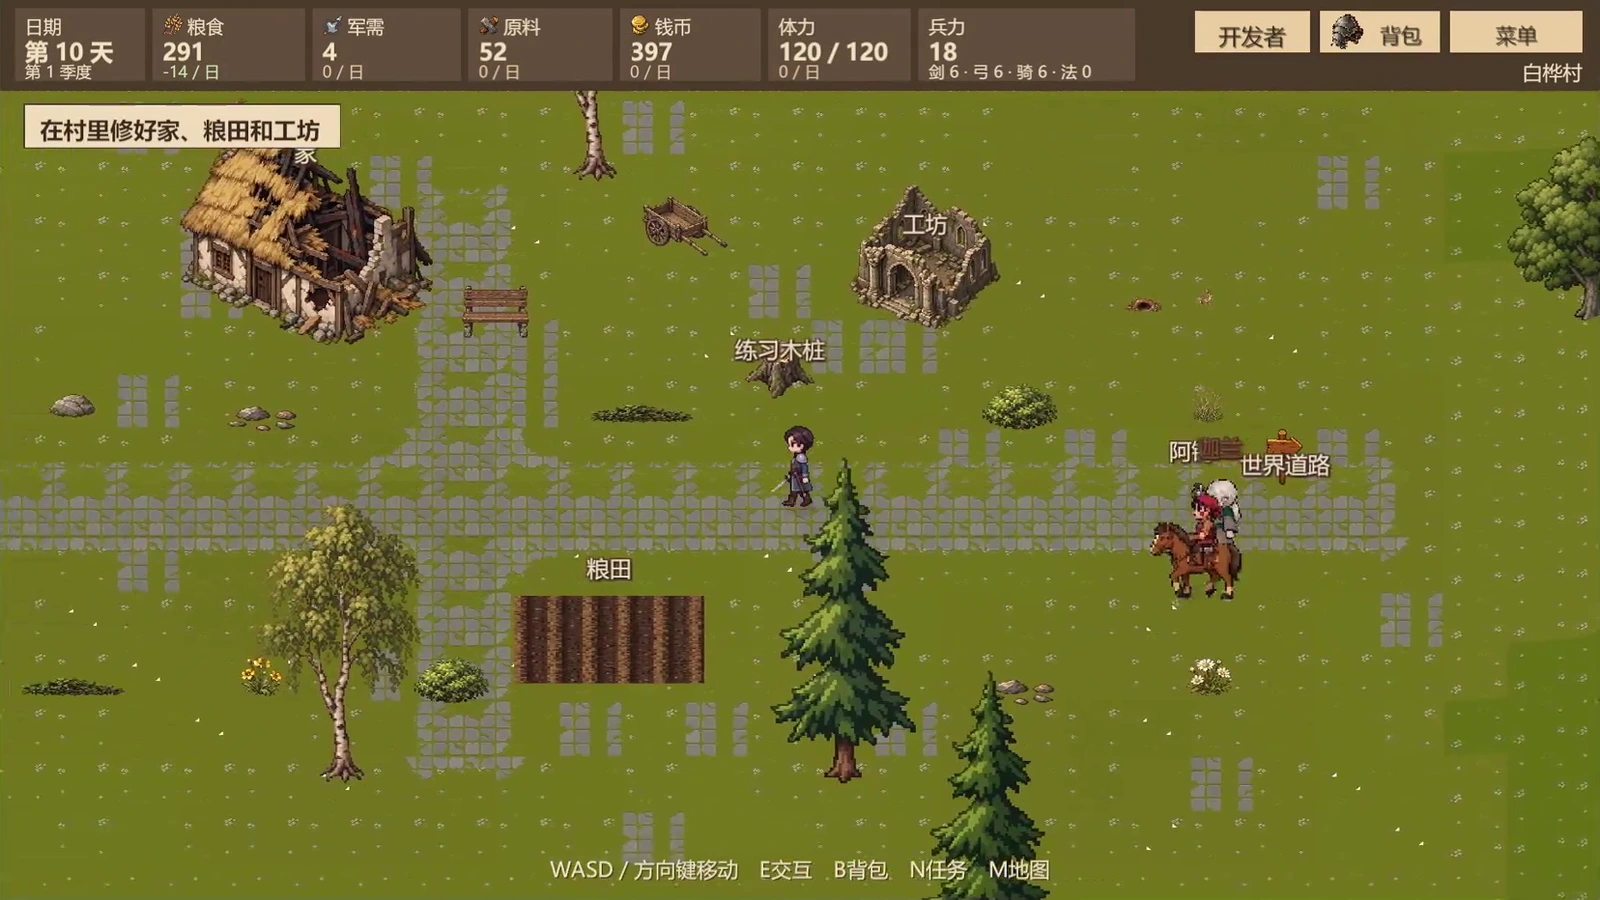 日期
第 10 天
第 1 季度
粮食
291
-14 / 日
军需
4
0 / 日
原料
52
0 / 日
钱币
397
0 / 日
体力
120 / 120
0 / 日
兵力
18
剑 6 · 弓 6 · 骑 6 · 法 0
开发者
背包
菜单
白桦村
在村里修好家、粮田和工坊
家
工坊
练习木桩
阿
世界道路
粮田
WASD / 方向键移动 E交互 B背包 N任务 M地图